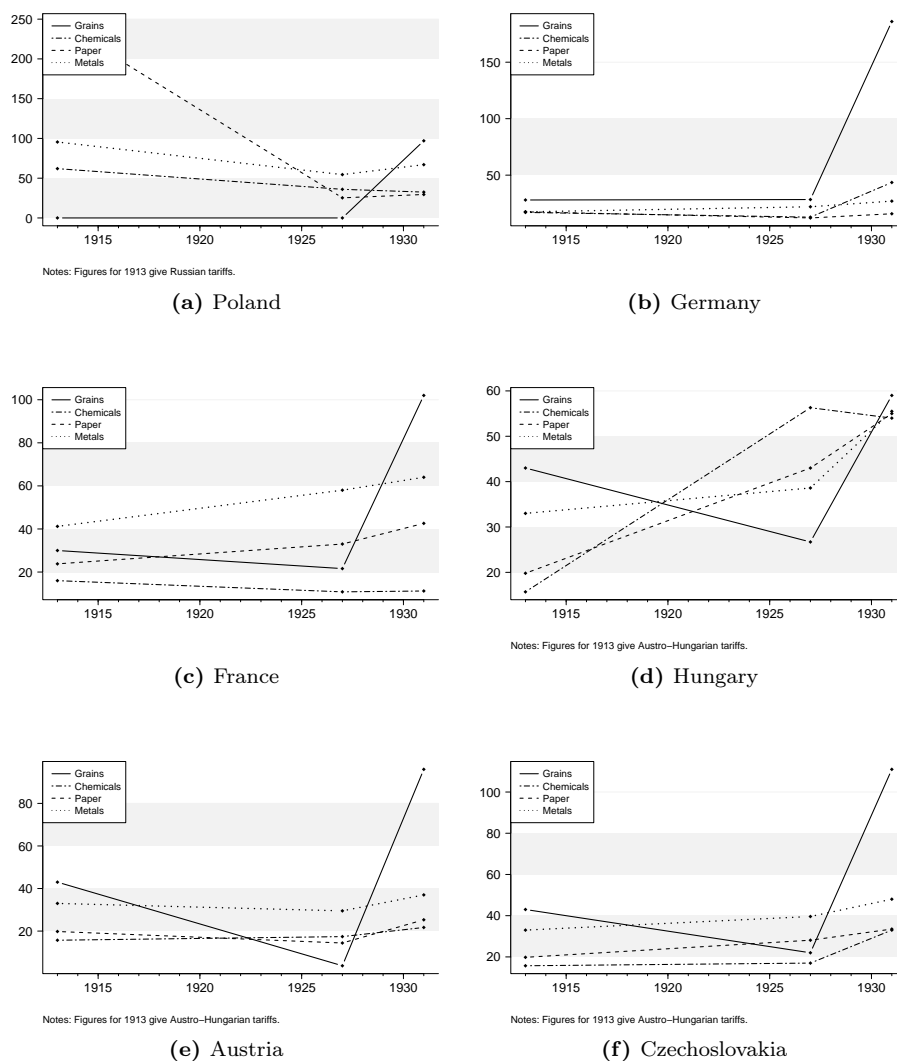 250
200
150
100
50
0
Grains
Chemicals
Paper
Metals
1915 1920 1925 1930
Notes: Figures for 1913 give Russian tariffs.
(a) Poland
150
100
50
Grains
Chemicals
Paper
Metals
1915 1920 1925 1930
(b) Germany
100
80
60
40
20
Grains
Chemicals
Paper
Metals
1915 1920 1925 1930
(c) France
60
50
40
30
20
Grains
Chemicals
Paper
Metals
1915 1920 1925 1930
Notes: Figures for 1913 give Austro-Hungarian tariffs.
(d) Hungary
80
60
40
20
Grains
Chemicals
Paper
Metals
1915 1920 1925 1930
Notes: Figures for 1913 give Austro-Hungarian tariffs.
(e) Austria
100
80
60
40
20
Grains
Chemicals
Paper
Metals
1915 1920 1925 1930
Notes: Figures for 1913 give Austro-Hungarian tariffs.
(f) Czechoslovakia